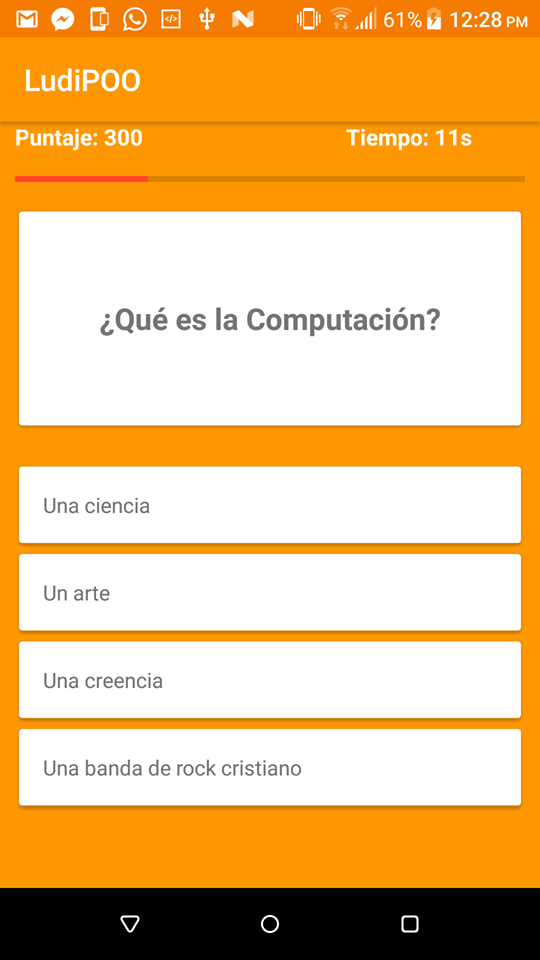 61% 12:28 PM
LudiPOO
Puntaje: 300 Tiempo: 11s
¿Qué es la Computación?
Una ciencia
Un arte
Una creencia
Una banda de rock cristiano